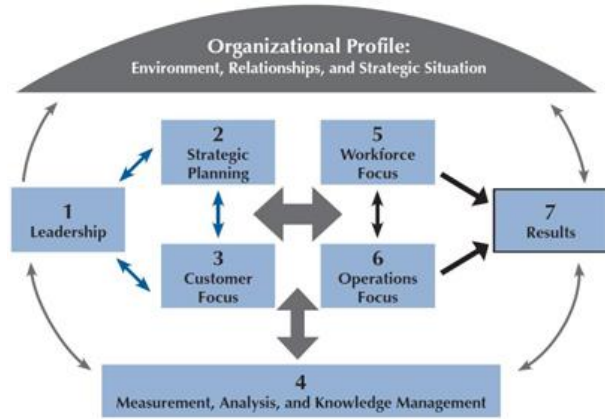 Organizational Profile:
Environment, Relationships, and Strategic Situation
2
Strategic
Planning
5
Workforce
Focus
1
Leadership
7
Results
3
Customer
Focus
6
Operations
Focus
4
Measurement, Analysis, and Knowledge Management